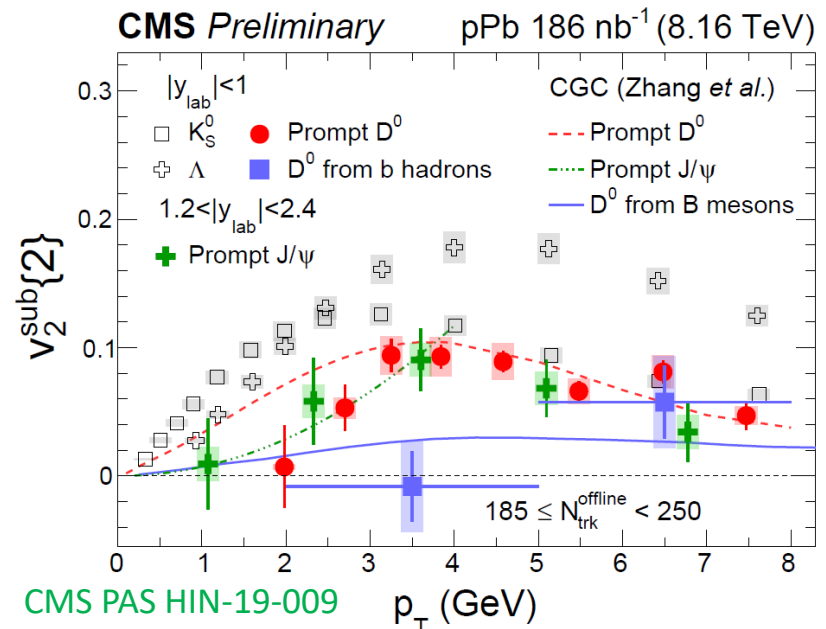 CMS Preliminary pPb 186 nb⁻¹ (8.16 TeV)
|y_lab|<1
K⁰_S
Λ
Prompt D⁰
D⁰ from b hadrons
1.2<|y_lab|<2.4
Prompt J/ψ
CGC (Zhang et al.)
Prompt D⁰
Prompt J/ψ
D⁰ from B mesons
v₂^sub{2}
0.3
0.2
0.1
0
185 ≤ N_trk^offline < 250
0 1 2 3 4 5 6 7 8
p_T (GeV)
CMS PAS HIN-19-009